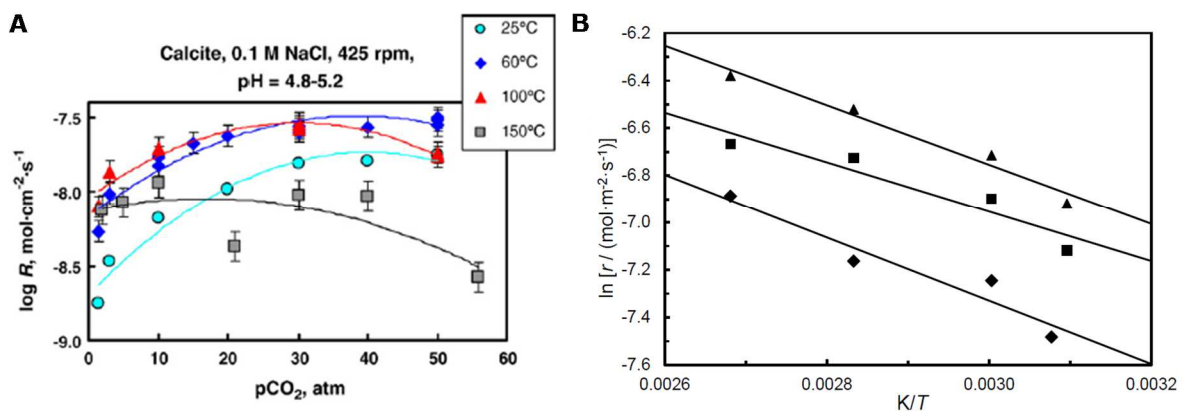 A
Calcite, 0.1 M NaCl, 425 rpm,
pH = 4.8-5.2
25ºC
60ºC
100ºC
150ºC
log R, mol·cm⁻²·s⁻¹
-7.5
-8.0
-8.5
-9.0
0 10 20 30 40 50 60
pCO₂, atm
B
ln [r / (mol·m⁻²·s⁻¹)]
-6.2
-6.4
-6.6
-6.8
-7.0
-7.2
-7.4
-7.6
0.0026 0.0028 0.0030 0.0032
K/T